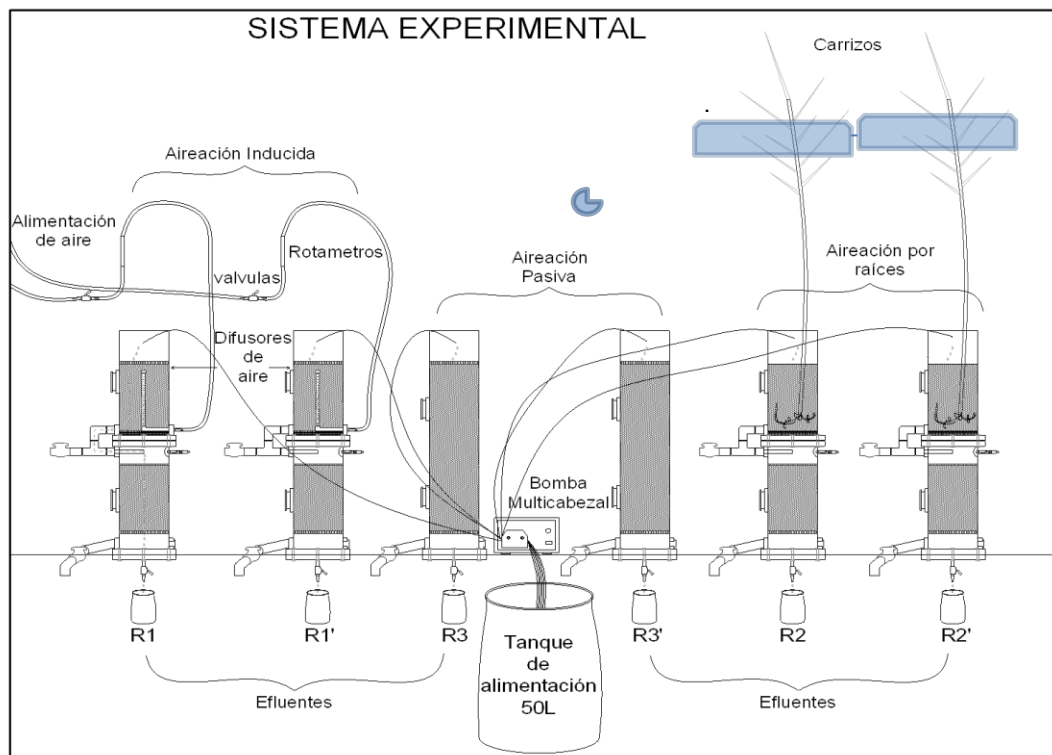 SISTEMA EXPERIMENTAL
Carrizos
Aireación Inducida
Alimentación
de aire
valvulas
Rotametros
Aireación
Pasiva
Aireación por
raíces
Difusores
de
aire
Bomba
Multicabezal
R1
R1'
R3
R3'
R2
R2'
Tanque
de
alimentación
50L
Efluentes
Efluentes